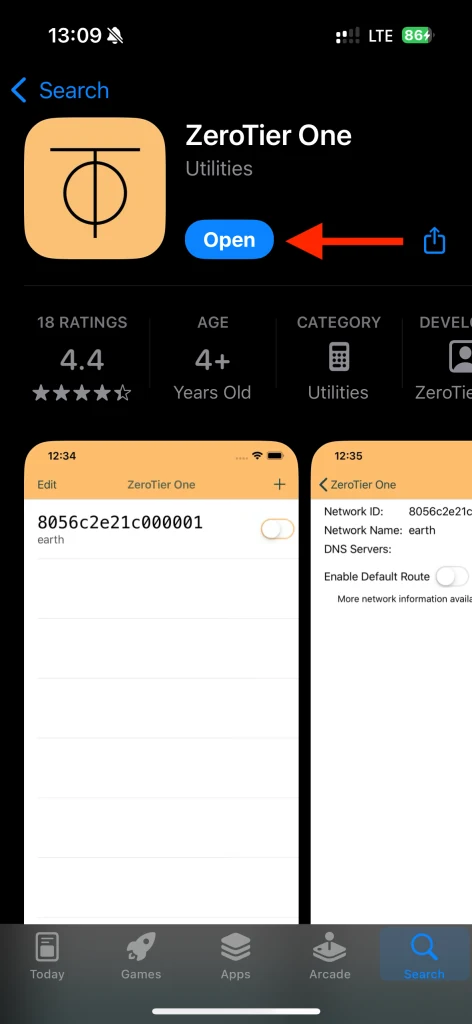 13:09
LTE
86
Search
ZeroTier One
Utilities
Open
18 RATINGS
AGE
CATEGORY
DEVEL
4.4
4+
Years Old
Utilities
ZeroTie
12:34
Edit
ZeroTier One
8056c2e21c000001
earth
12:35
ZeroTier One
Network ID: 8056c2e21c
Network Name: earth
DNS Servers:
Enable Default Route
More network information availa
Today
Games
Apps
Arcade
Search